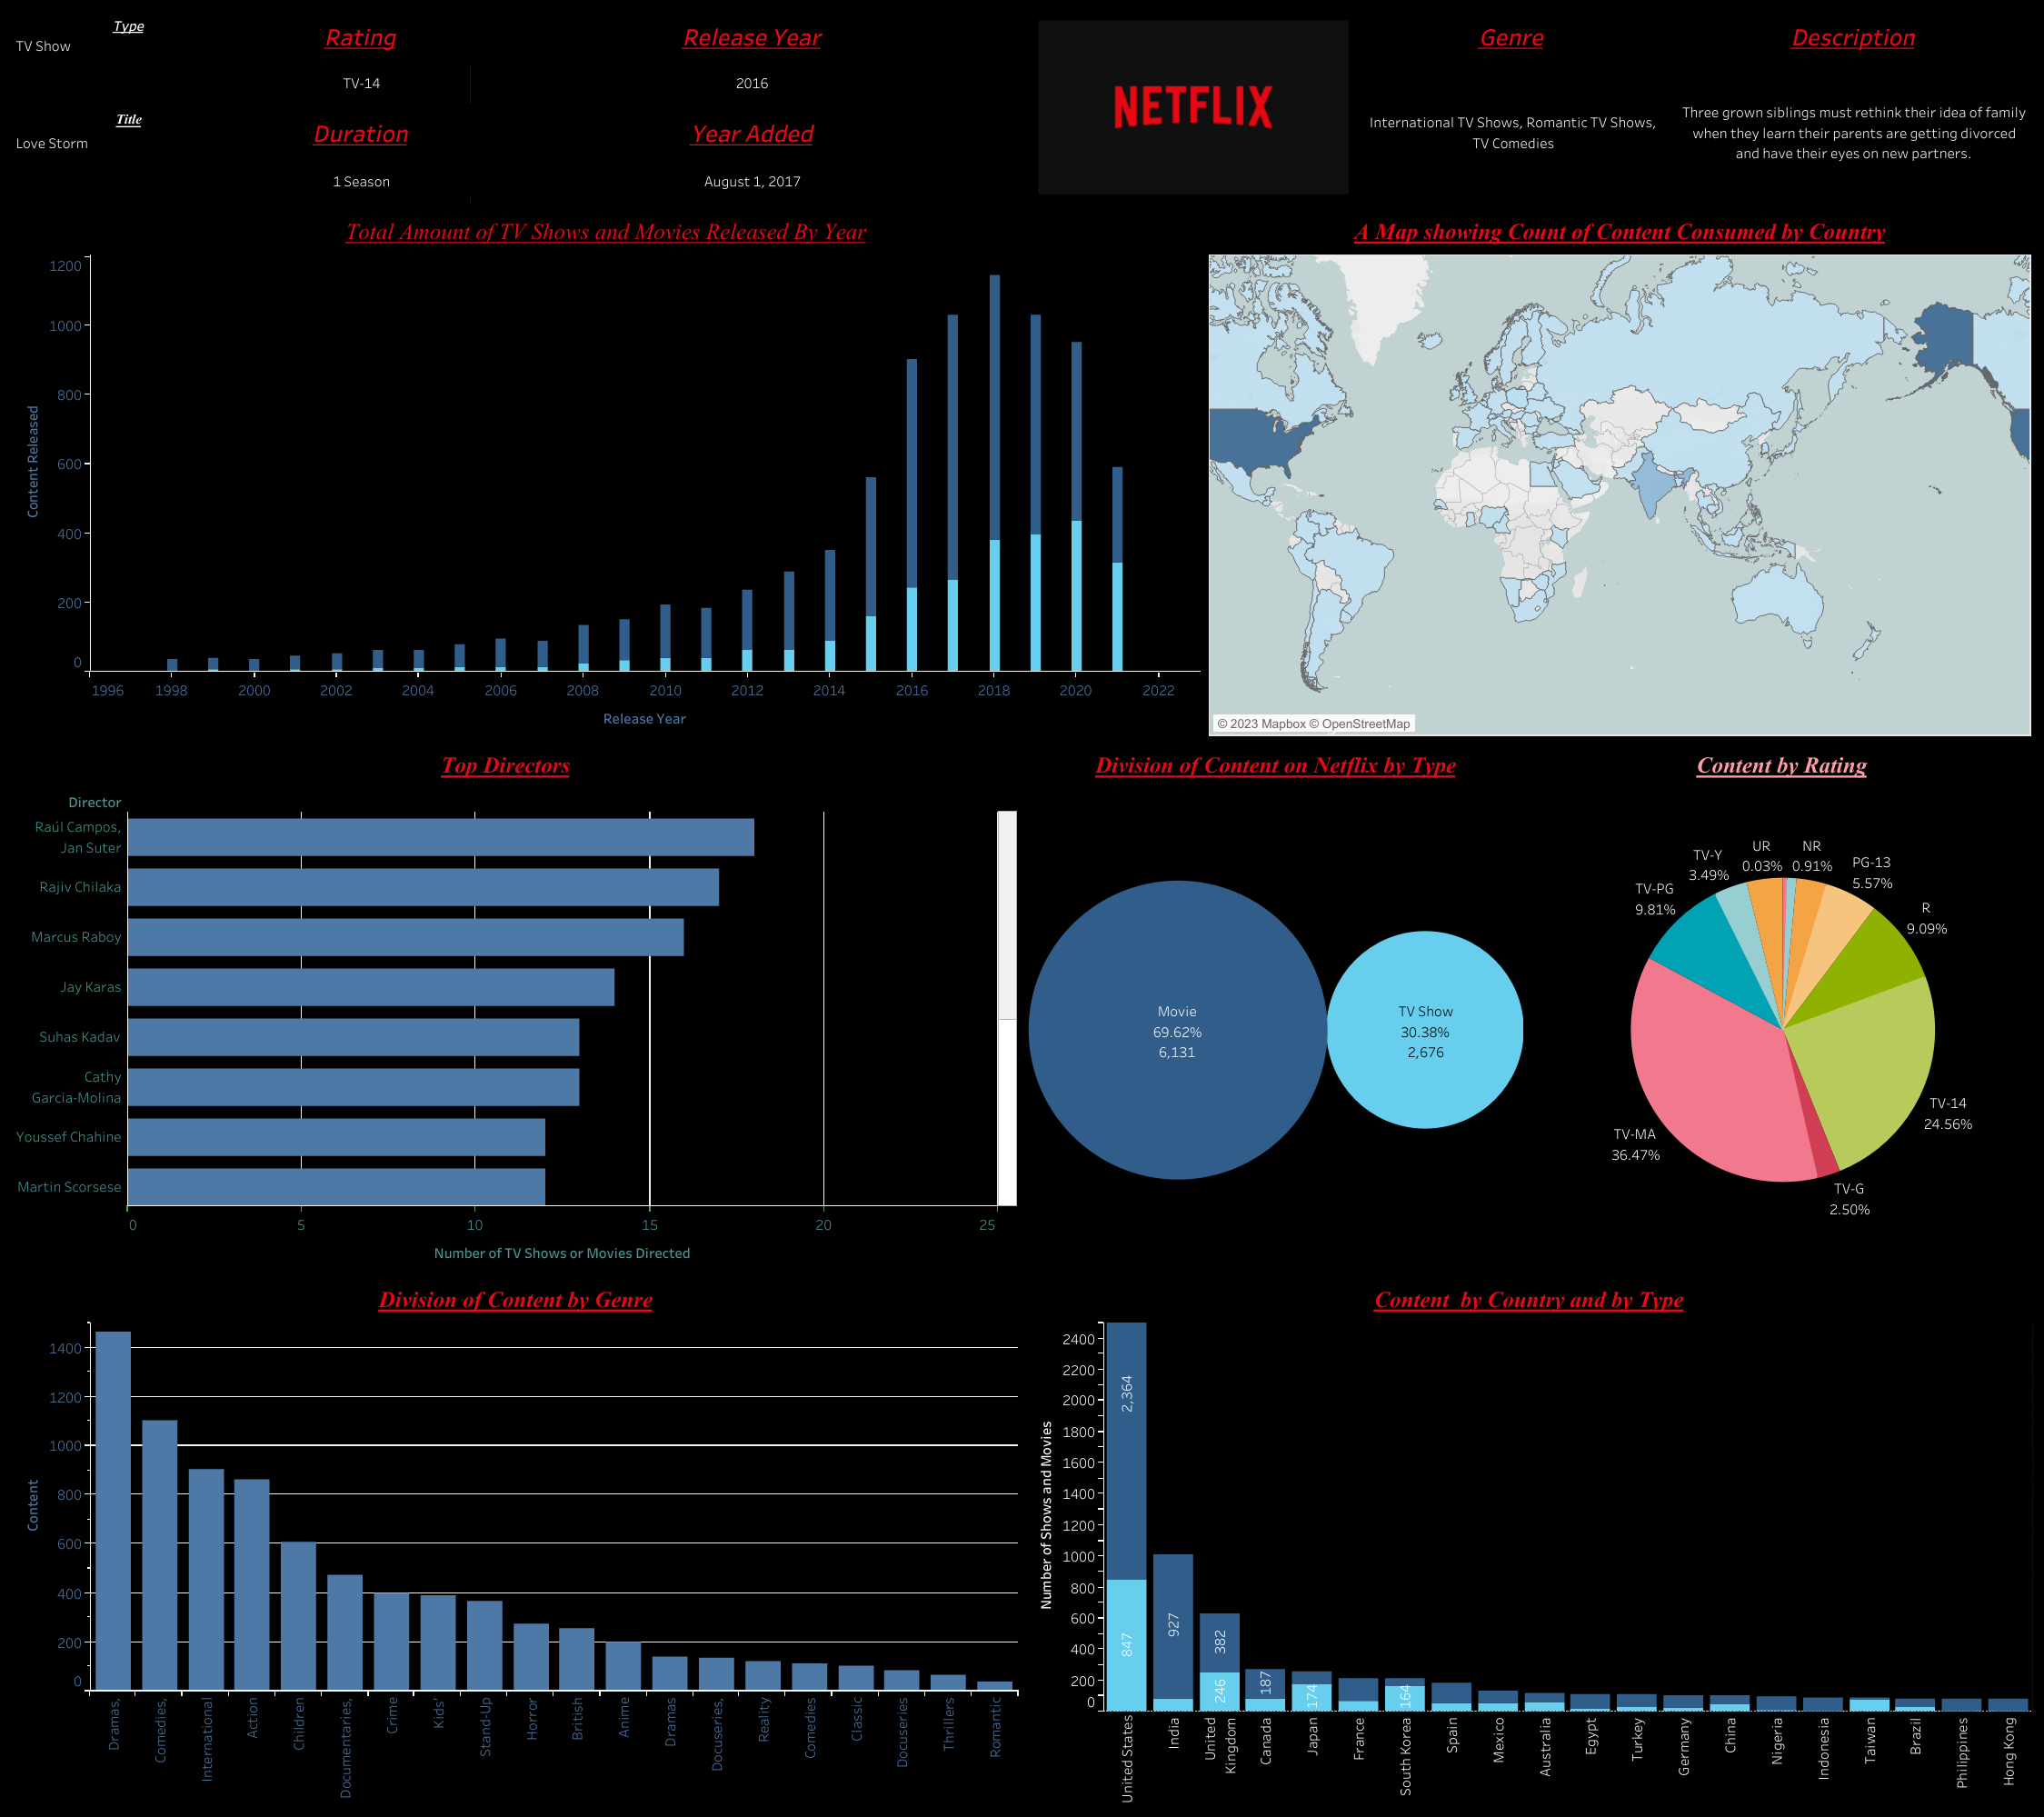 Type
TV Show
Title
Love Storm
Rating
TV-14
Duration
1 Season
Release Year
2016
Year Added
August 1, 2017
NETFLIX
Genre
International TV Shows, Romantic TV Shows,
TV Comedies
Description
Three grown siblings must rethink their idea of family
when they learn their parents are getting divorced
and have their eyes on new partners.
Total Amount of TV Shows and Movies Released By Year
Content Released
1200
1000
800
600
400
200
0
1996 1998 2000 2002 2004 2006 2008 2010 2012 2014 2016 2018 2020 2022
Release Year
A Map showing Count of Content Consumed by Country
© 2023 Mapbox © OpenStreetMap
Top Directors
Director
Raúl Campos,
Jan Suter
Rajiv Chilaka
Marcus Raboy
Jay Karas
Suhas Kadav
Cathy
Garcia-Molina
Youssef Chahine
Martin Scorsese
0 5 10 15 20 25
Number of TV Shows or Movies Directed
Division of Content on Netflix by Type
Movie
69.62%
6,131
TV Show
30.38%
2,676
Content by Rating
UR
0.03%
NR
0.91%
PG-13
5.57%
R
9.09%
TV-14
24.56%
TV-G
2.50%
TV-MA
36.47%
TV-PG
9.81%
TV-Y
3.49%
Division of Content by Genre
Content
1400
1200
1000
800
600
400
200
0
Dramas,
Comedies,
International
Action
Children
Documentaries,
Crime
Kids'
Stand-Up
Horror
British
Anime
Dramas
Docuseries,
Reality
Comedies
Classic
Docuseries
Thrillers
Romantic
Content by Country and by Type
Number of Shows and Movies
2400
2200
2000
1800
1600
1400
1200
1000
800
600
400
200
0
2,364
847
927
382
246
187
174
164
United States
India
United
Kingdom
Canada
Japan
France
South Korea
Spain
Mexico
Australia
Egypt
Turkey
Germany
China
Nigeria
Indonesia
Taiwan
Brazil
Philippines
Hong Kong